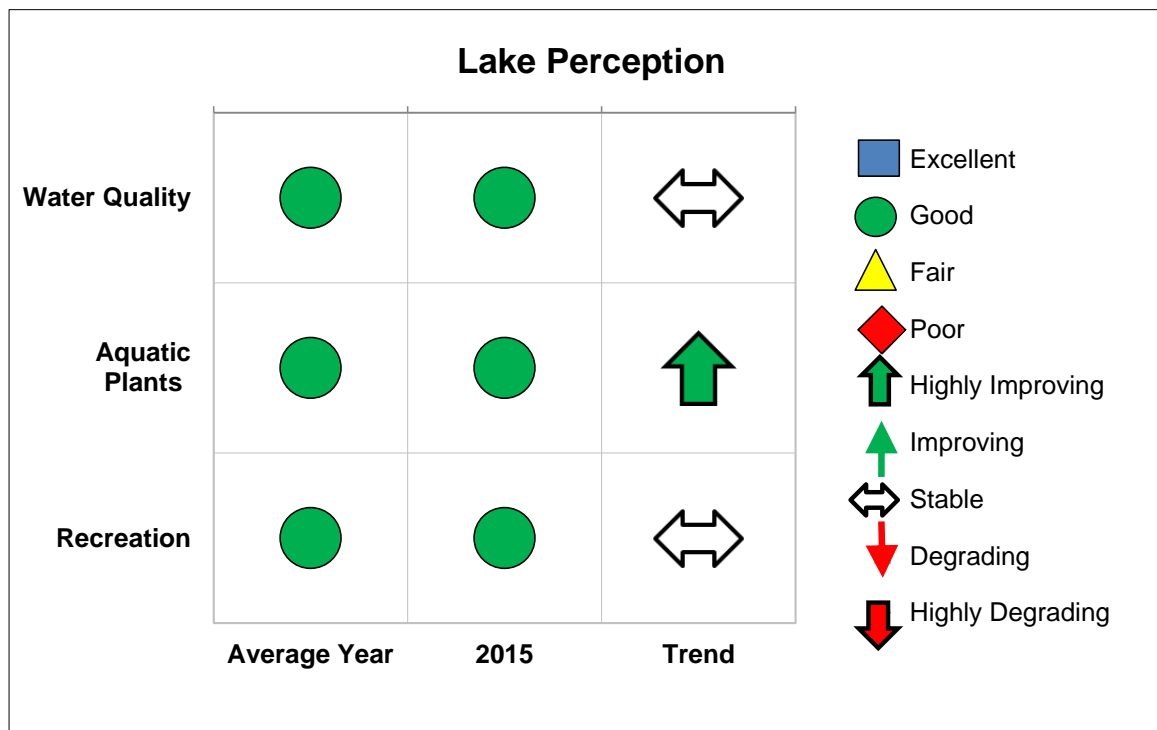 Lake Perception
Water Quality
Aquatic
Plants
Recreation
Average Year
2015
Trend
Excellent
Good
Fair
Poor
Highly Improving
Improving
Stable
Degrading
Highly Degrading